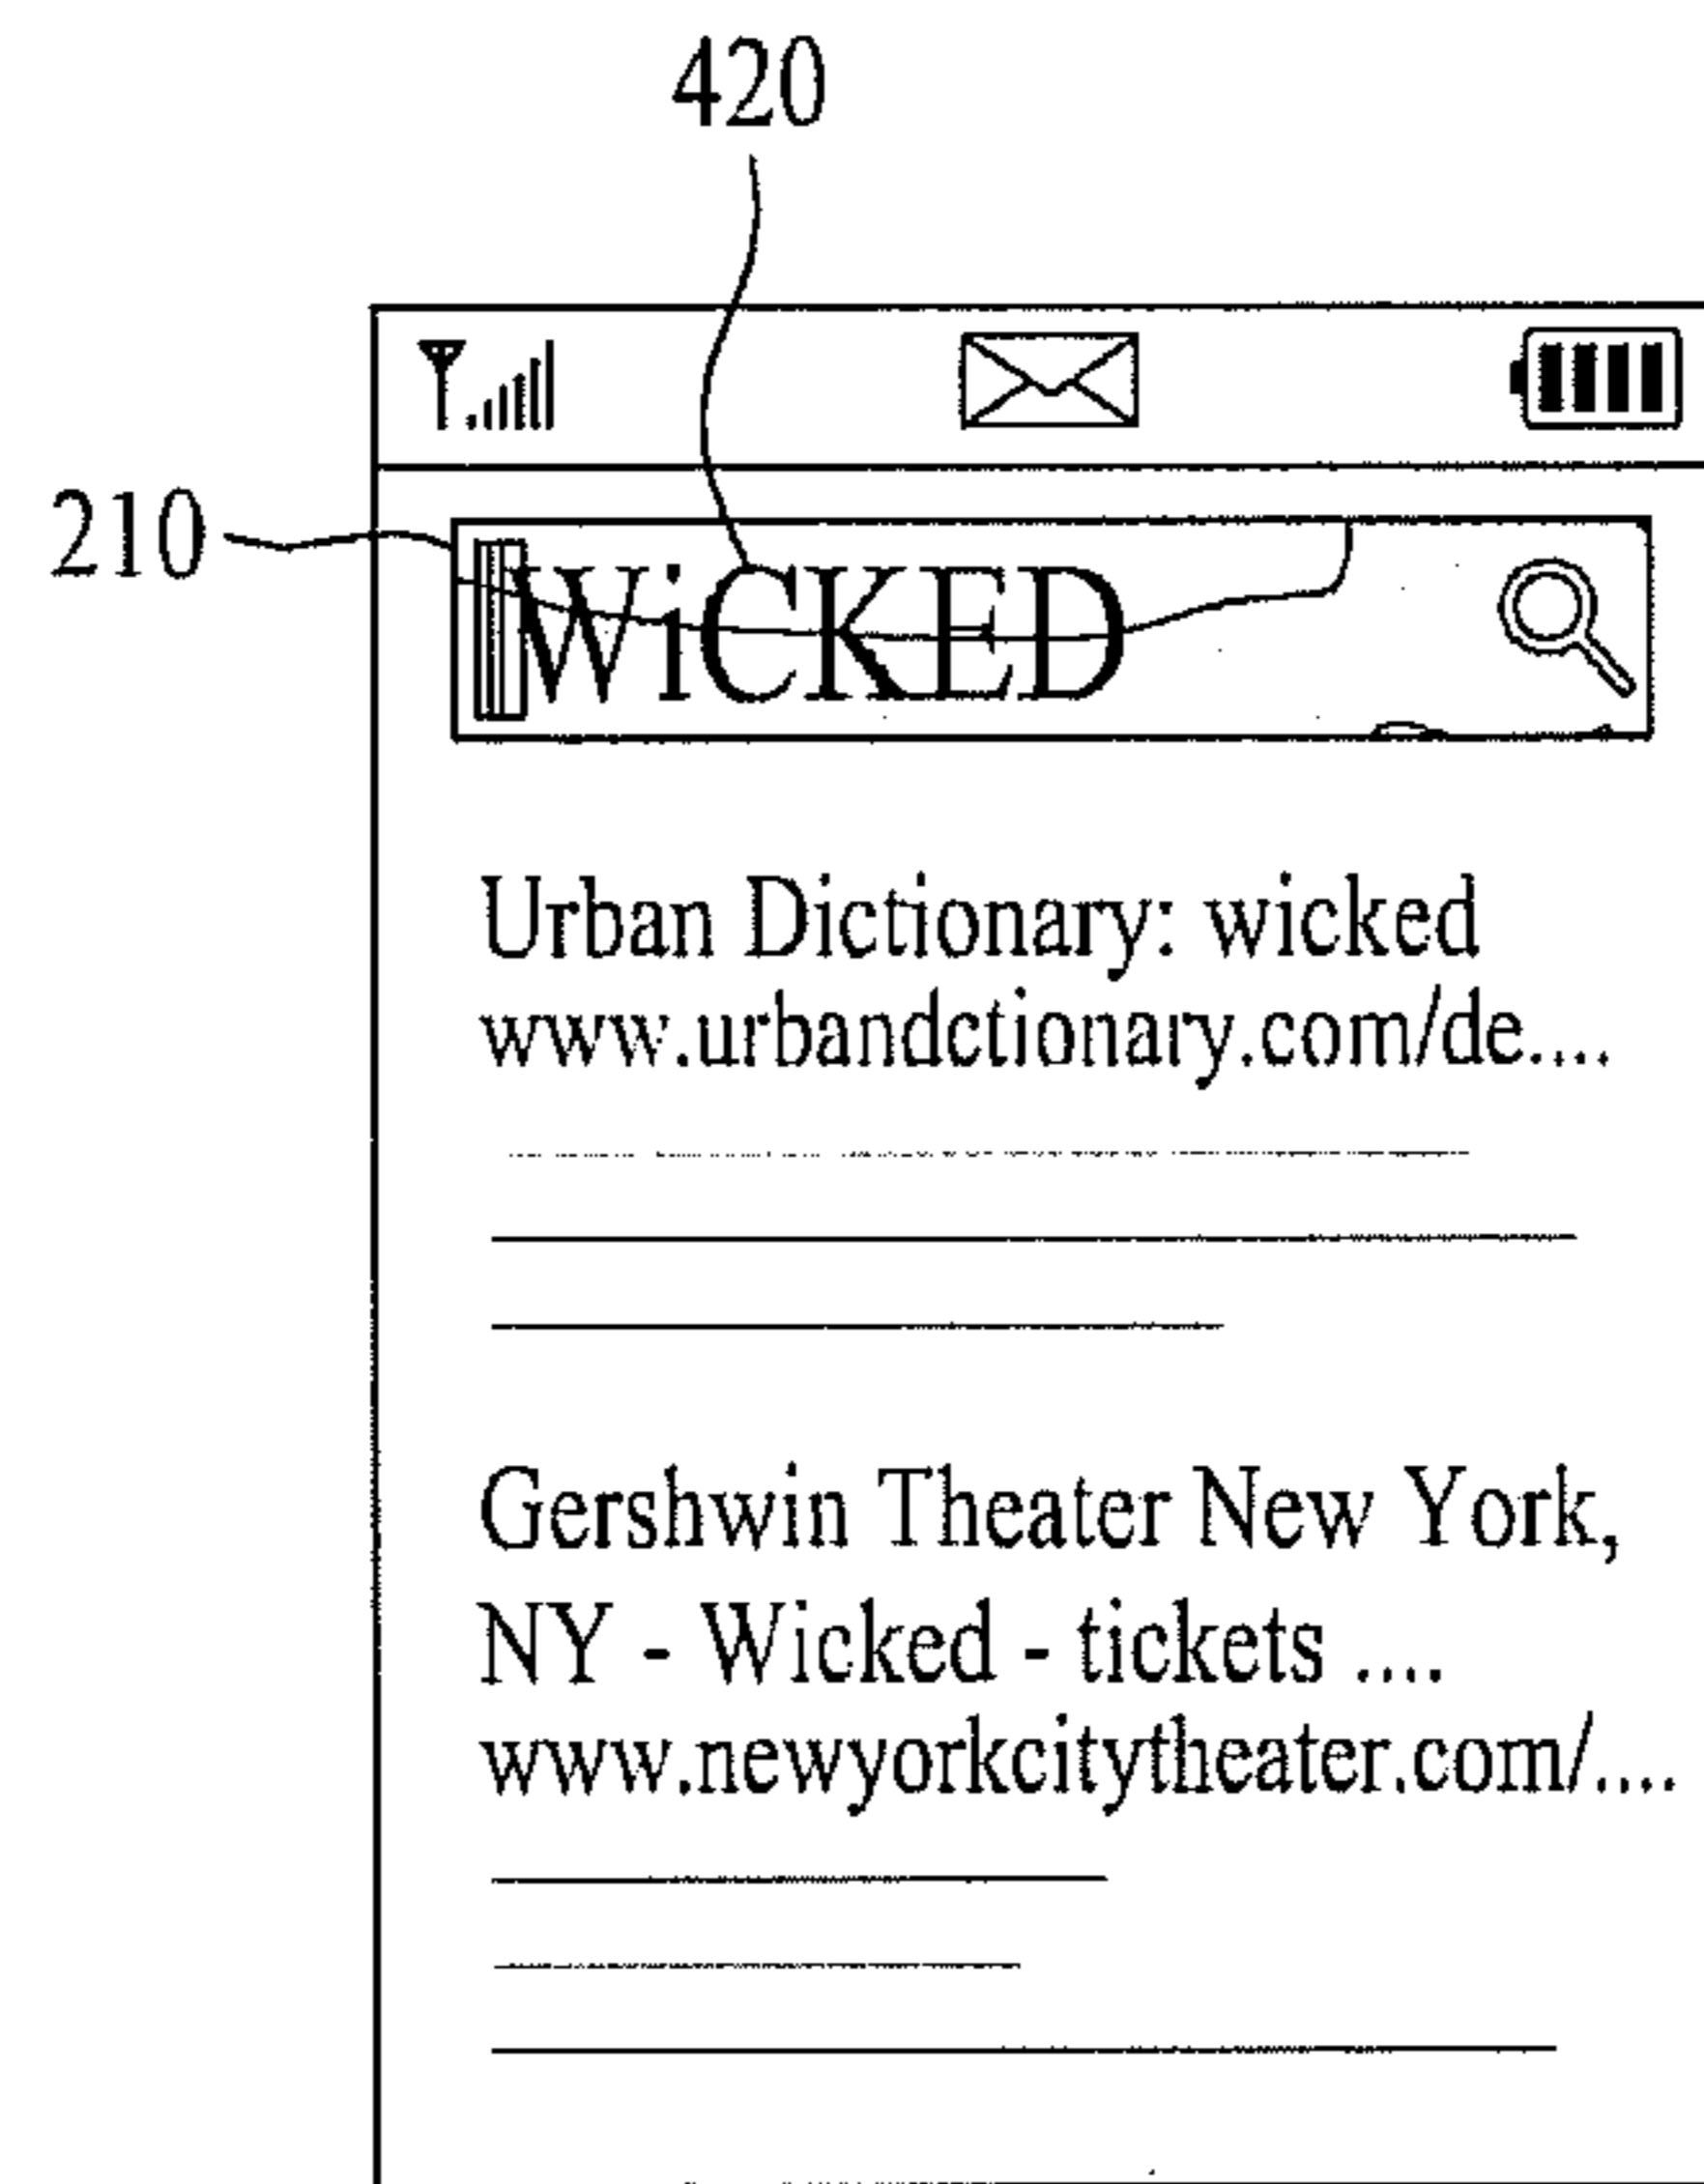 420
210
WiCKED
Urban Dictionary: wicked
www.urbandctionary.com/de....
Gershwin Theater New York,
NY - Wicked - tickets ....
www.newyorkcitytheater.com/....